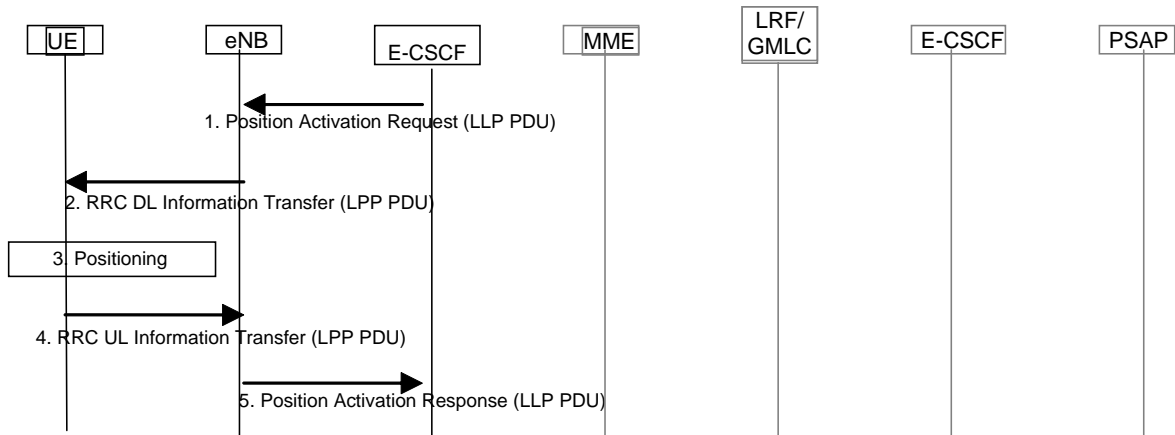 UE
eNB
E-CSCF
MME
LRF/
GMLC
E-CSCF
PSAP
1. Position Activation Request (LLP PDU)
2. RRC DL Information Transfer (LPP PDU)
3. Positioning
4. RRC UL Information Transfer (LPP PDU)
5. Position Activation Response (LLP PDU)